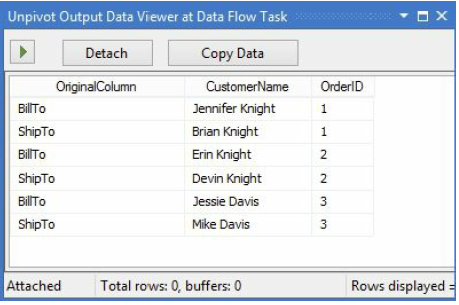 Unpivot Output Data Viewer at Data Flow Task
Detach Copy Data
OriginalColumn CustomerName OrderID
BillTo Jennifer Knight 1
ShipTo Brian Knight 1
BillTo Erin Knight 2
ShipTo Devin Knight 2
BillTo Jessie Davis 3
ShipTo Mike Davis 3
Attached Total rows: 0, buffers: 0 Rows displayed =